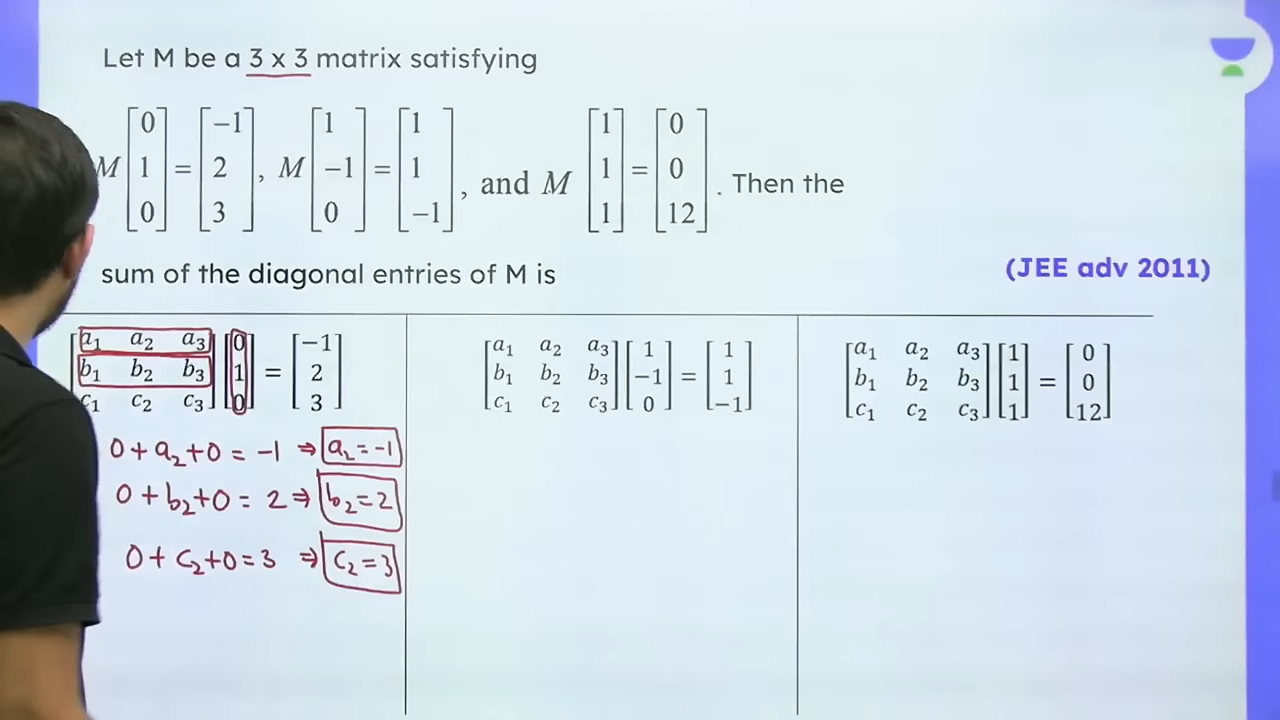 Let M be a 3 x 3 matrix satisfying
M [0 1 0] = [−1 2 3], M [1 −1 0] = [1 1 −1], and M [1 1 1] = [0 0 12]. Then the
sum of the diagonal entries of M is
(JEE adv 2011)
[a₁ a₂ a₃
b₁ b₂ b₃
c₁ c₂ c₃] [0 1 0] = [−1 2 3]
0 + a₂ + 0 = −1 ⇒ a₂ = −1
0 + b₂ + 0 = 2 ⇒ b₂ = 2
0 + c₂ + 0 = 3 ⇒ c₂ = 3
[a₁ a₂ a₃
b₁ b₂ b₃
c₁ c₂ c₃] [1 −1 0] = [1 1 −1]
[a₁ a₂ a₃
b₁ b₂ b₃
c₁ c₂ c₃] [1 1 1] = [0 0 12]